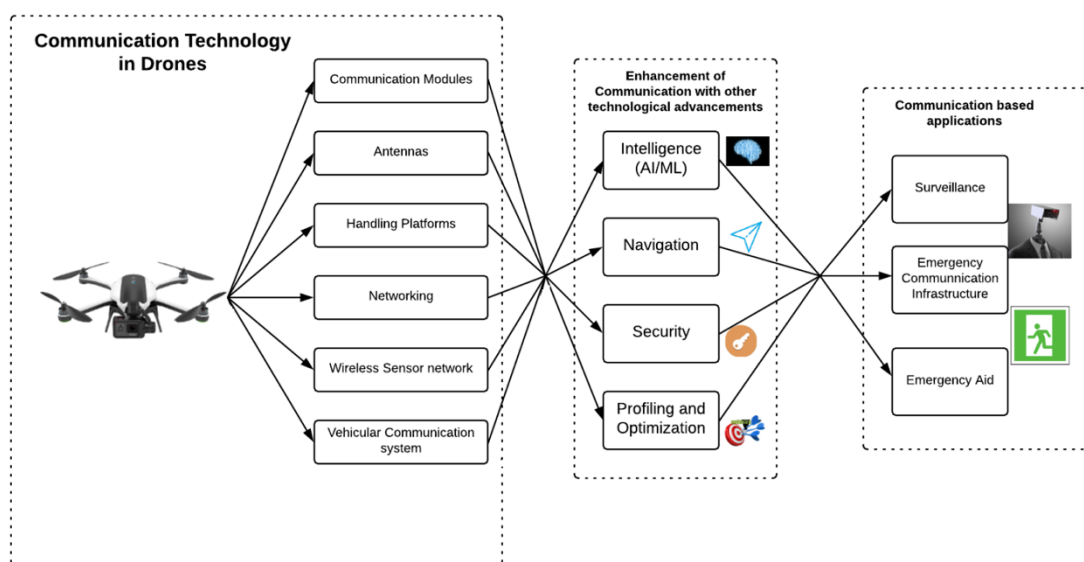 Communication Technology
in Drones
Communication Modules
Antennas
Handling Platforms
Networking
Wireless Sensor network
Vehicular Communication
system
Enhancement of
Communication with other
technological advancements
Intelligence
(AI/ML)
Navigation
Security
Profiling and
Optimization
Communication based
applications
Surveillance
Emergency
Communication
Infrastructure
Emergency Aid